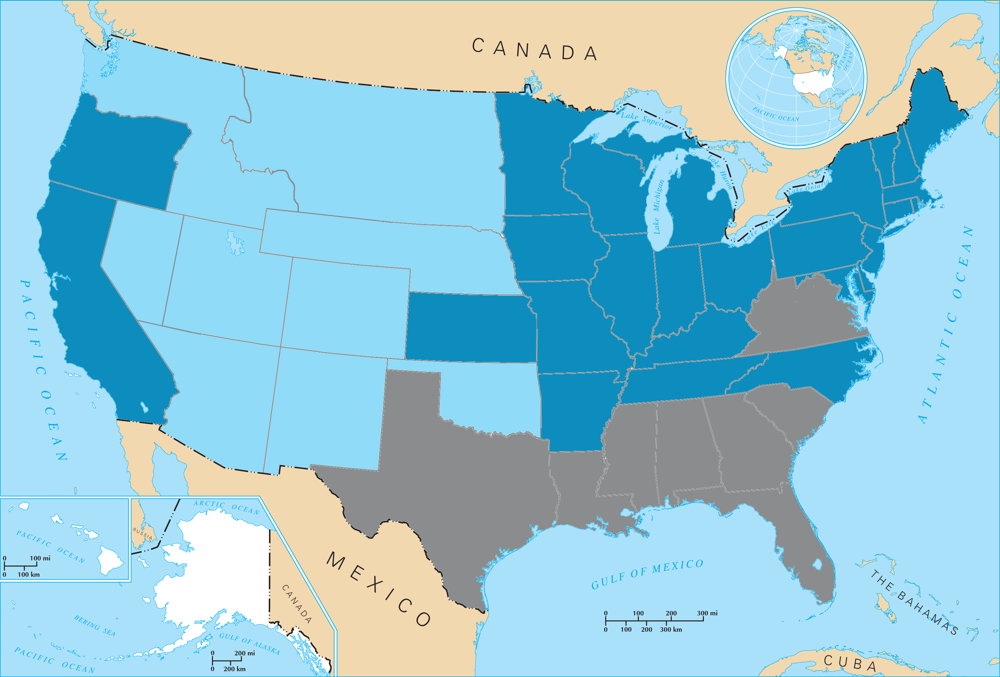 CANADA
ATLANTIC
OCEAN
PACIFIC OCEAN
Lake Superior
Lake Huron
Lake Michigan
Lake Ontario
Lake Erie
PACIFIC OCEAN
ATLANTIC OCEAN
ARCTIC OCEAN
RUSSIA
PACIFIC OCEAN
0 100 mi
0 100 km
MEXICO
GULF OF MEXICO
THE BAHAMAS
CANADA
BERING SEA
GULF OF ALASKA
PACIFIC OCEAN
0 200 mi
0 200 km
0 100 200 300 mi
0 100 200 300 km
CUBA